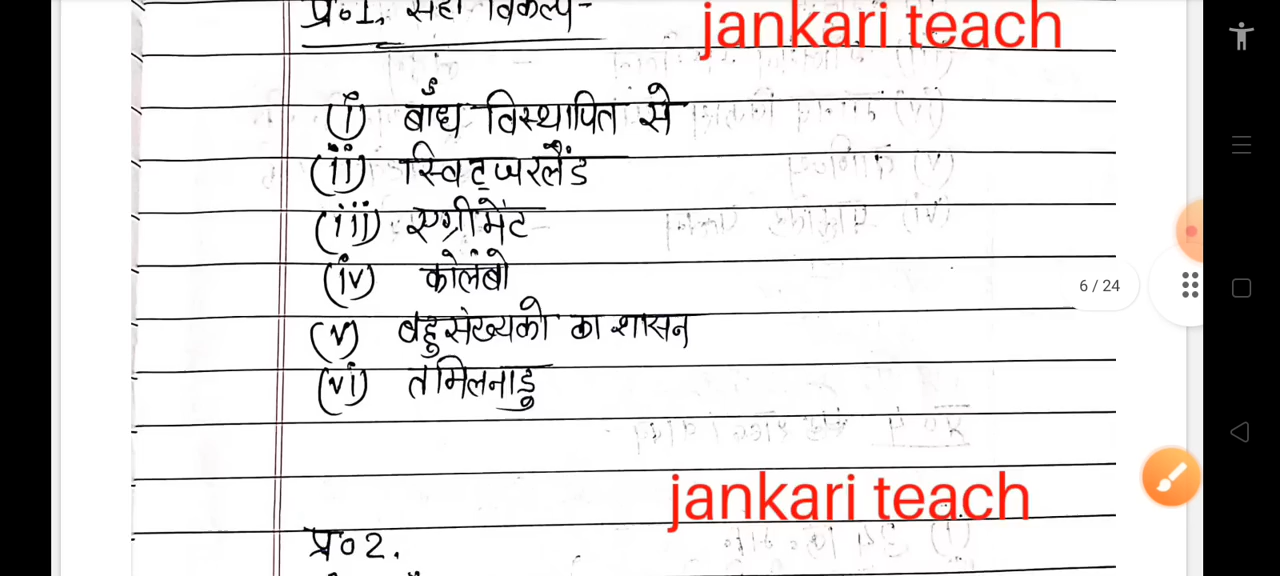 प्र०1. सही विकल्प-
jankari teach
(i) बाँध विस्थापित से
(ii) स्विट्जरलैंड
(iii) एग्रीमेंट
(iv) कोलंबो
6 / 24
(v) बहुसंख्यको का शासन
(vi) तमिलनाडु
jankari teach
प्र०2.